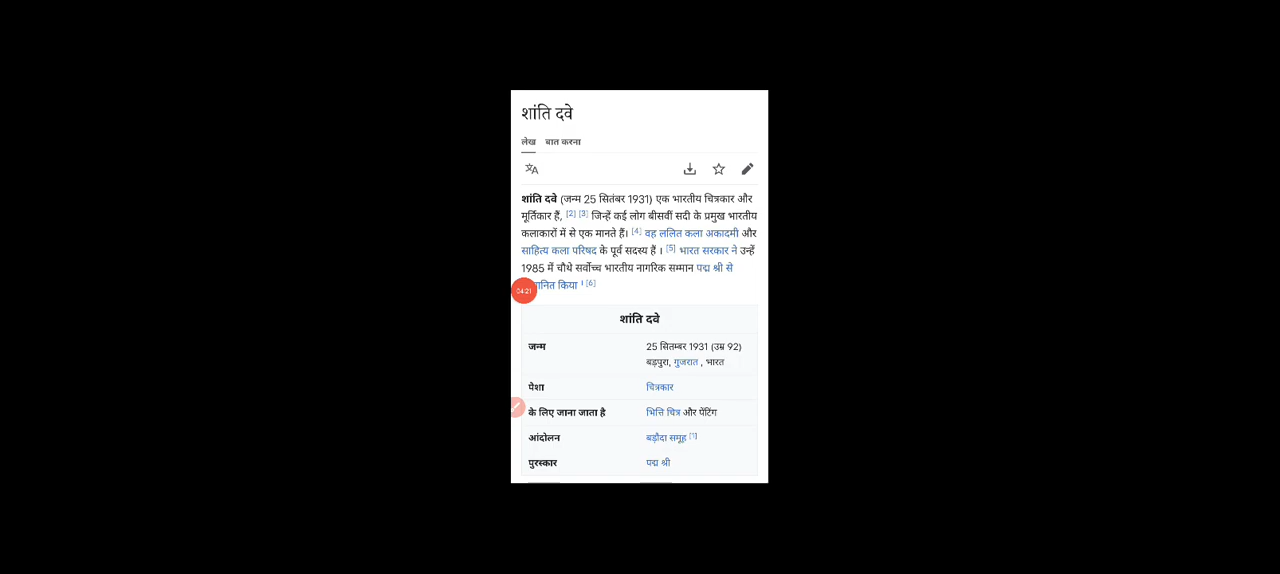 शांति दवे
लेख बात करना
शांति दवे (जन्म 25 सितंबर 1931) एक भारतीय चित्रकार और
मूर्तिकार हैं, [2] [3] जिन्हें कई लोग बीसवीं सदी के प्रमुख भारतीय
कलाकारों में से एक मानते हैं। [4] वह ललित कला अकादमी और
साहित्य कला परिषद के पूर्व सदस्य हैं । [5] भारत सरकार ने उन्हें
1985 में चौथे सर्वोच्च भारतीय नागरिक सम्मान पद्म श्री से
किया । [6]
04:21
शांति दवे
जन्म 25 सितम्बर 1931 (उम्र 92)
बड़पुरा, गुजरात , भारत
पेशा चित्रकार
के लिए जाना जाता है भित्ति चित्र और पेंटिंग
आंदोलन बड़ौदा समूह [1]
पुरस्कार पद्म श्री